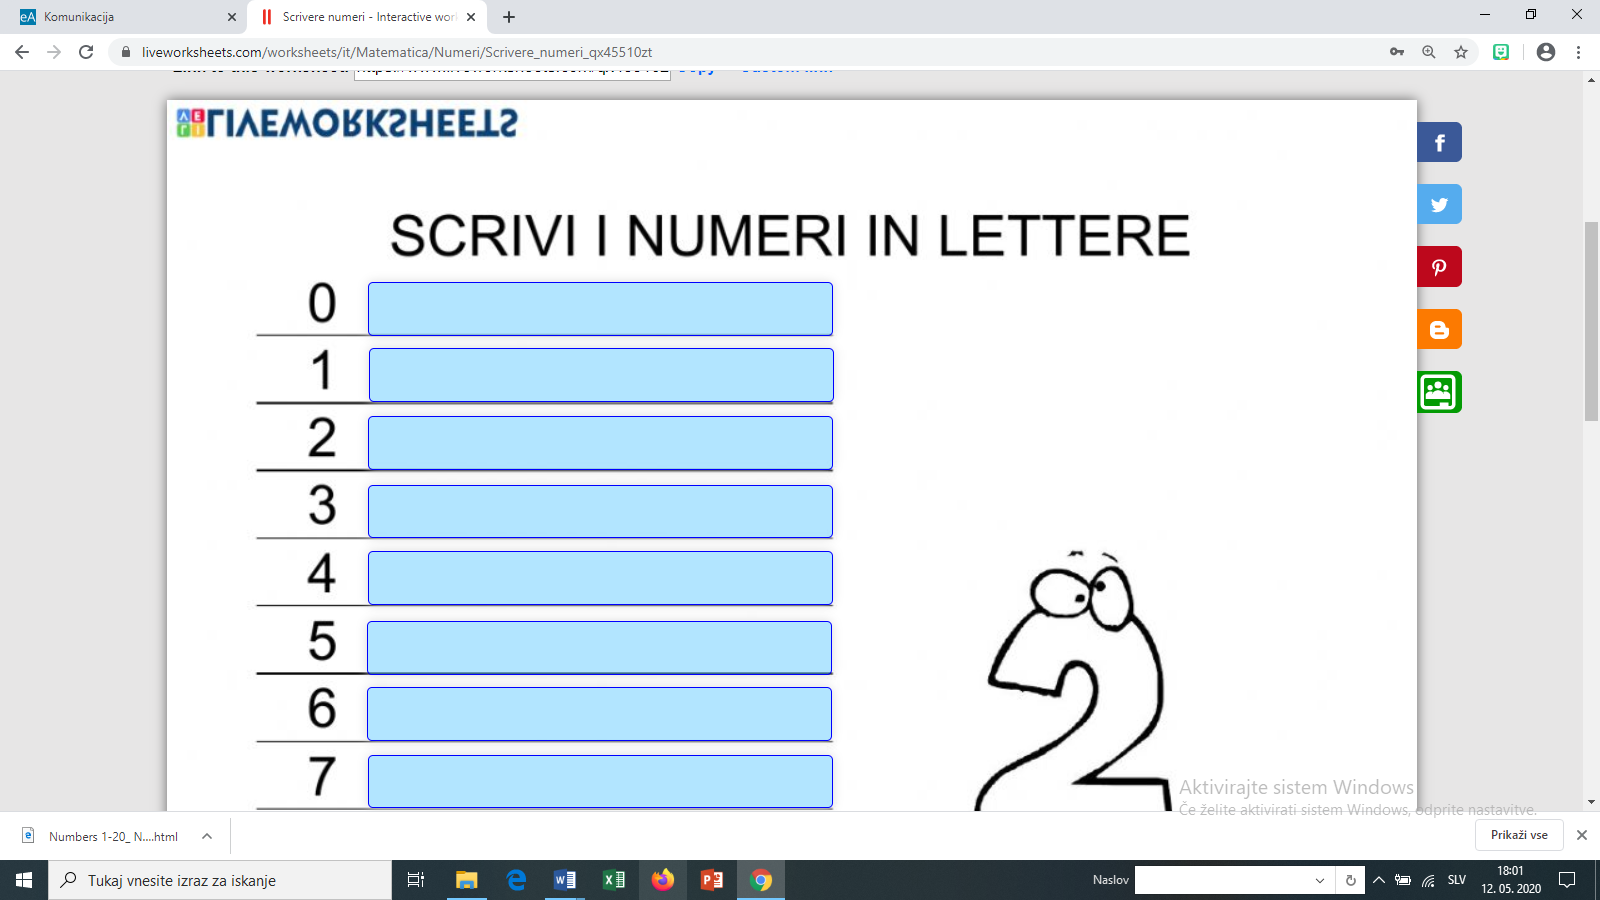 Komunikacija
Scrivere numeri - Interactive wor
liveworksheets.com/worksheets/it/Matematica/Numeri/Scrivere_numeri_qx45510zt
LIVEWORKSHEETS
SCRIVI I NUMERI IN LETTERE
0
1
2
3
4
5
6
7
Aktivirajte sistem Windows
Če želite aktivirati sistem Windows, odprite nastavitve.
Numbers 1-20_ N....html
Prikaži vse
Tukaj vnesite izraz za iskanje
Naslov
SLV
18:01
12. 05. 2020